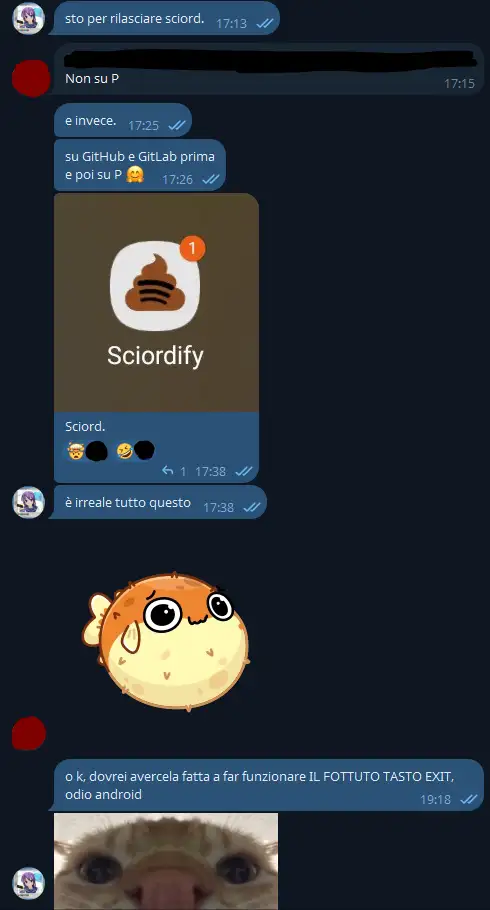 sto per rilasciare sciord. 17:13
Non su P
17:15
e invece. 17:25
su GitHub e GitLab prima
e poi su P 🤗 17:26
1
Sciordify
Sciord.
🤯 🤣
1 17:38
è irreale tutto questo 17:38
o k, dovrei avercela fatta a far funzionare IL FOTTUTO TASTO EXIT,
odio android
19:18